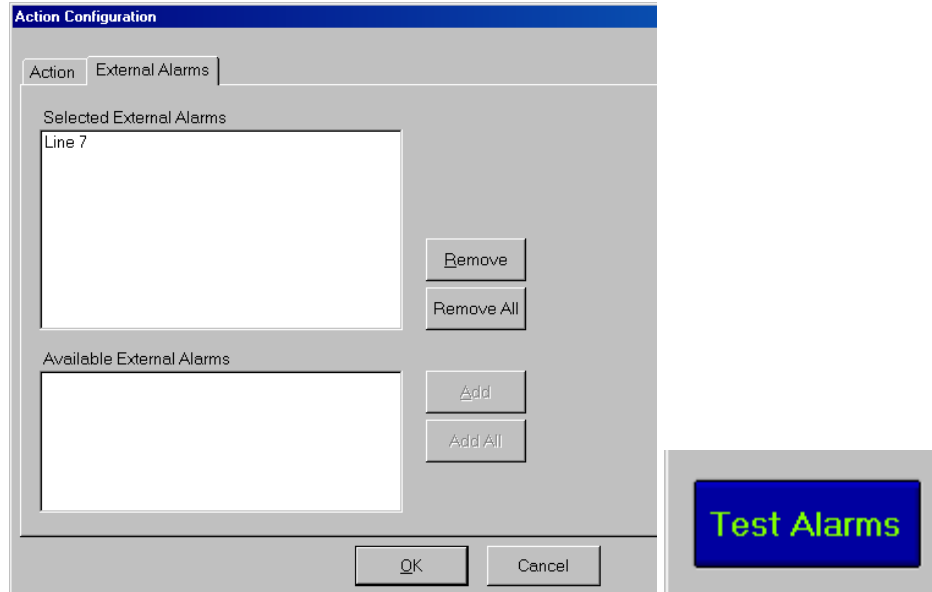 Action Configuration
Action
External Alarms
Selected External Alarms
Line 7
Remove
Remove All
Available External Alarms
Add
Add All
OK
Cancel
Test Alarms